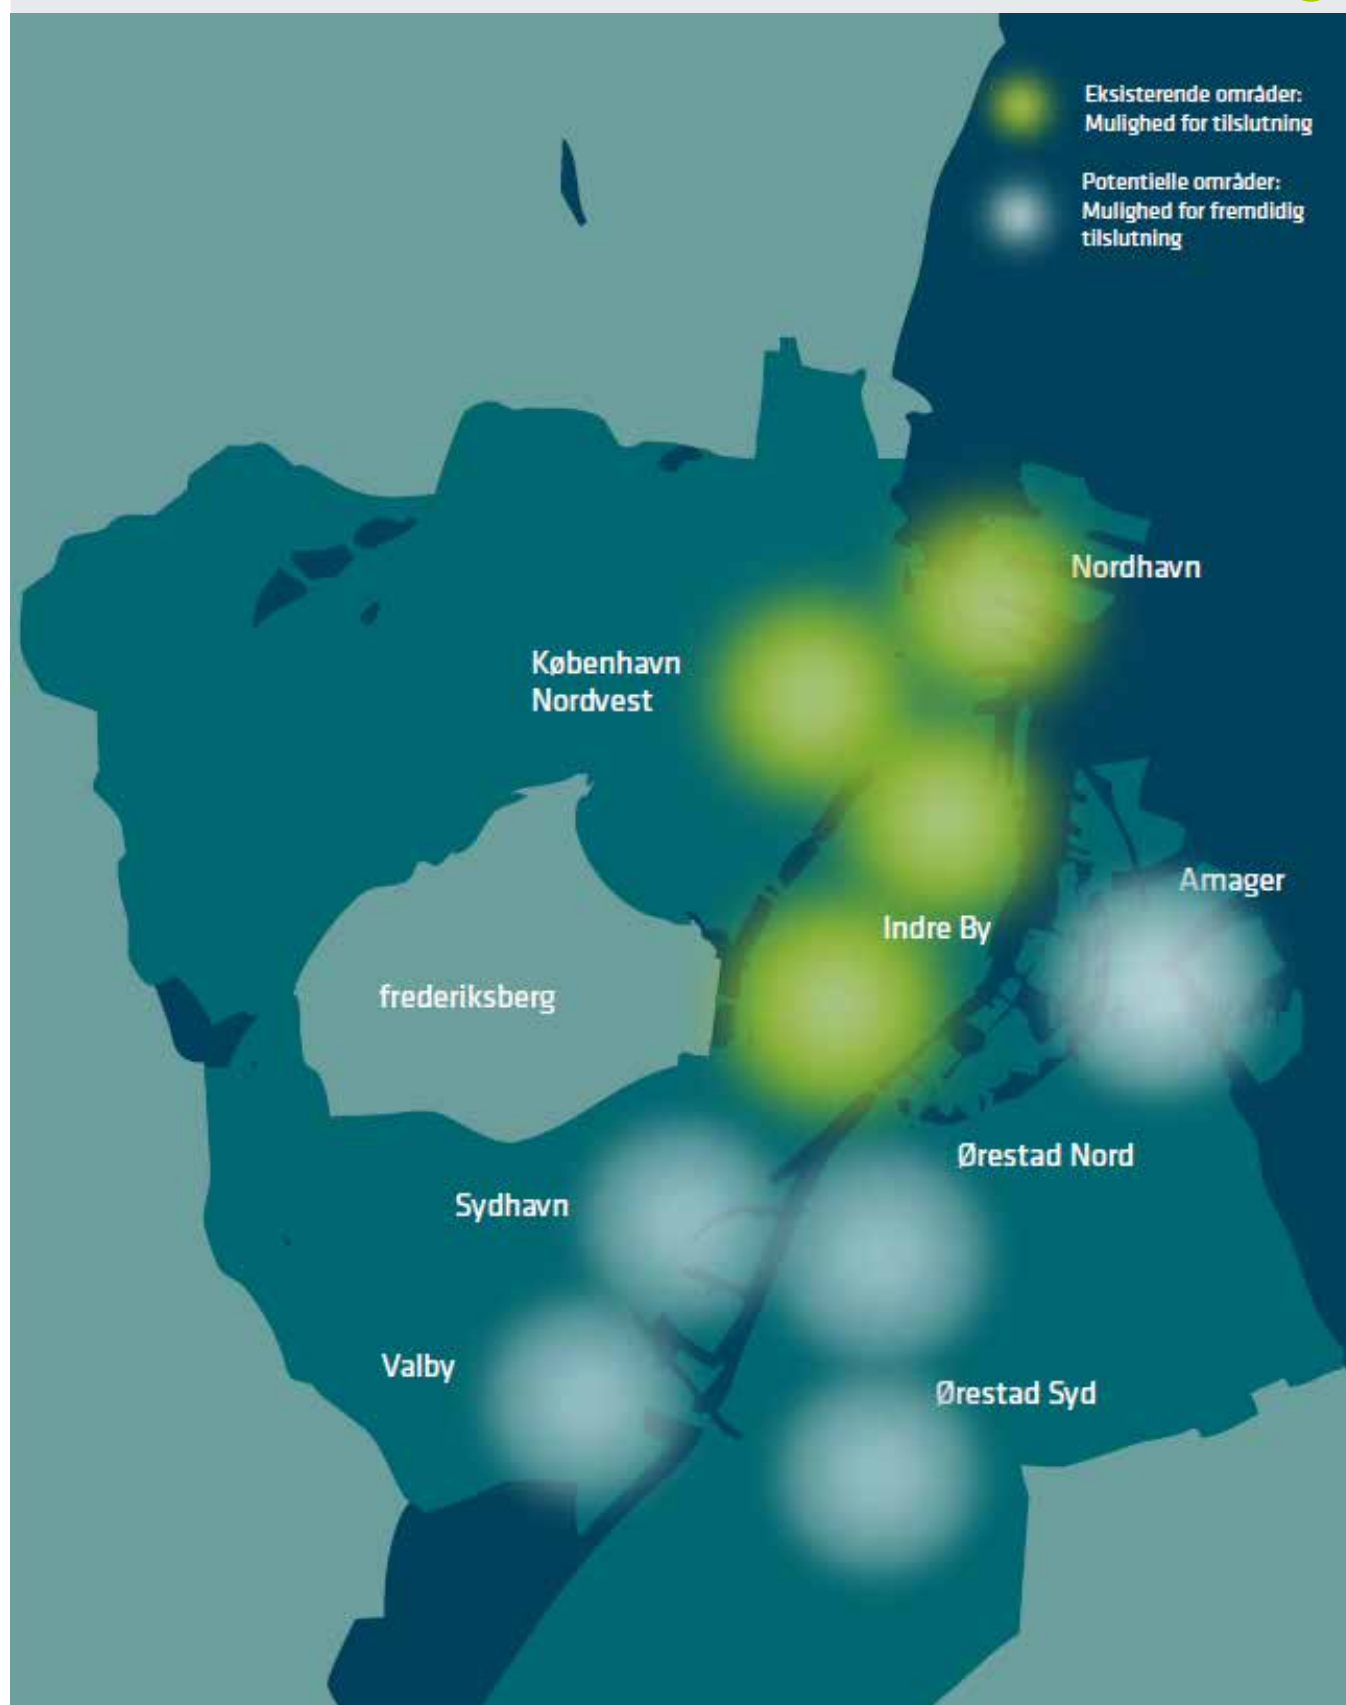 Eksisterende områder:
Mulighed for tilslutning
Potentielle områder:
Mulighed for fremdidig
tilslutning
Nordhavn
København
Nordvest
Amager
Indre By
frederiksberg
Ørestad Nord
Sydhavn
Valby
Ørestad Syd